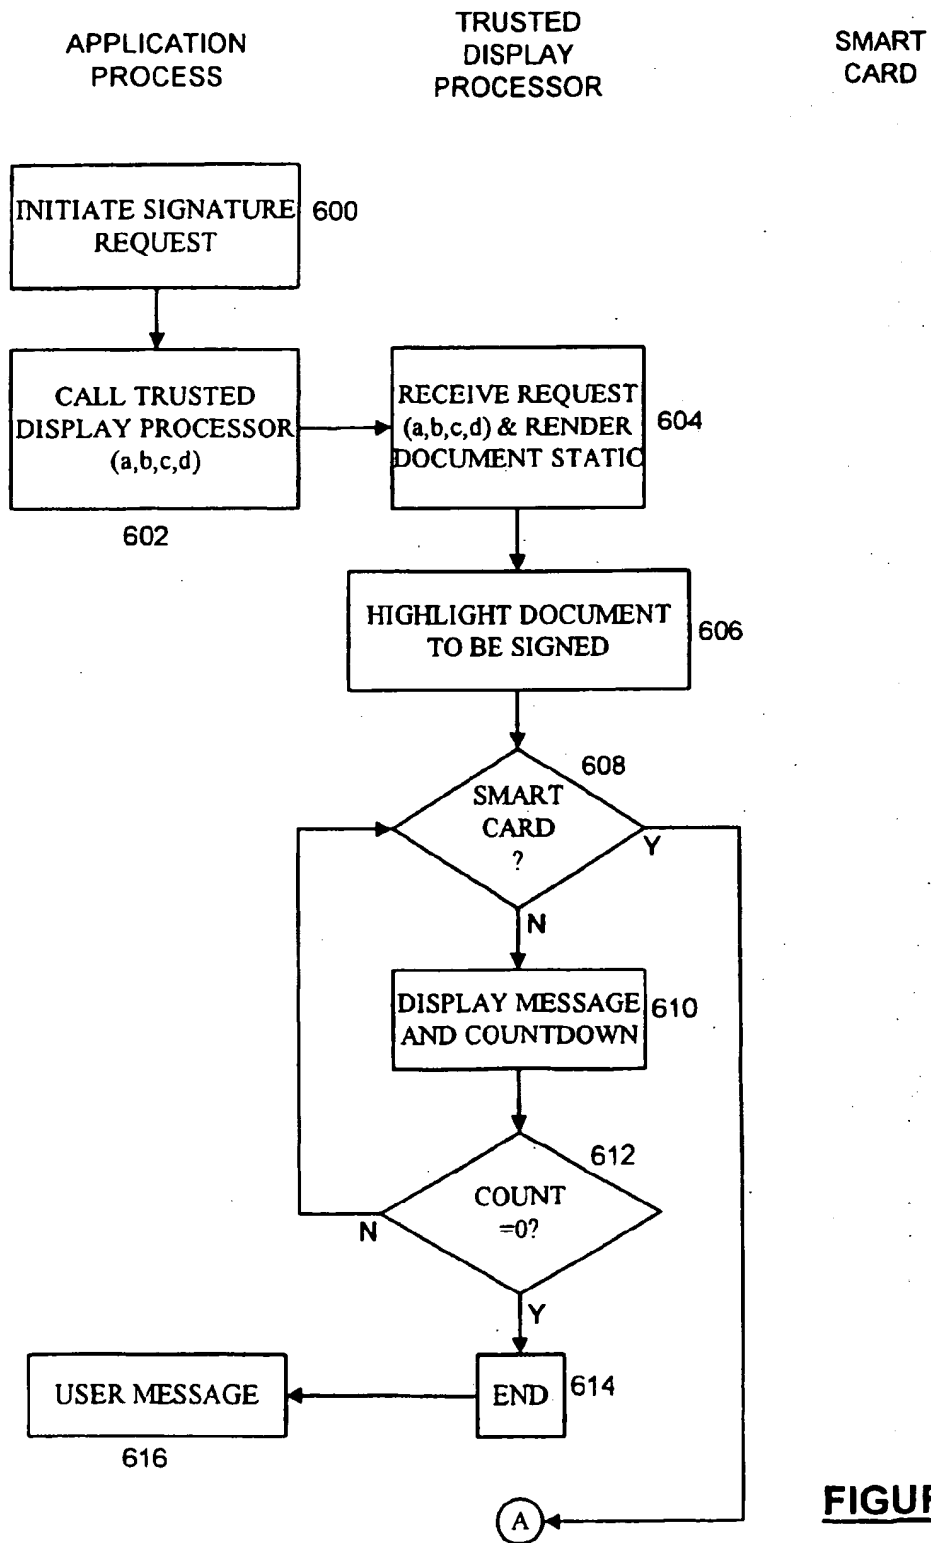 APPLICATION
PROCESS
TRUSTED
DISPLAY
PROCESSOR
SMART
CARD
INITIATE SIGNATURE
REQUEST
600
CALL TRUSTED
DISPLAY PROCESSOR
(a,b,c,d)
602
RECEIVE REQUEST
(a,b,c,d) & RENDER
DOCUMENT STATIC
604
HIGHLIGHT DOCUMENT
TO BE SIGNED
606
608
SMART
CARD
?
Y
N
DISPLAY MESSAGE
AND COUNTDOWN
610
612
COUNT
=0?
N
Y
USER MESSAGE
616
END
614
A